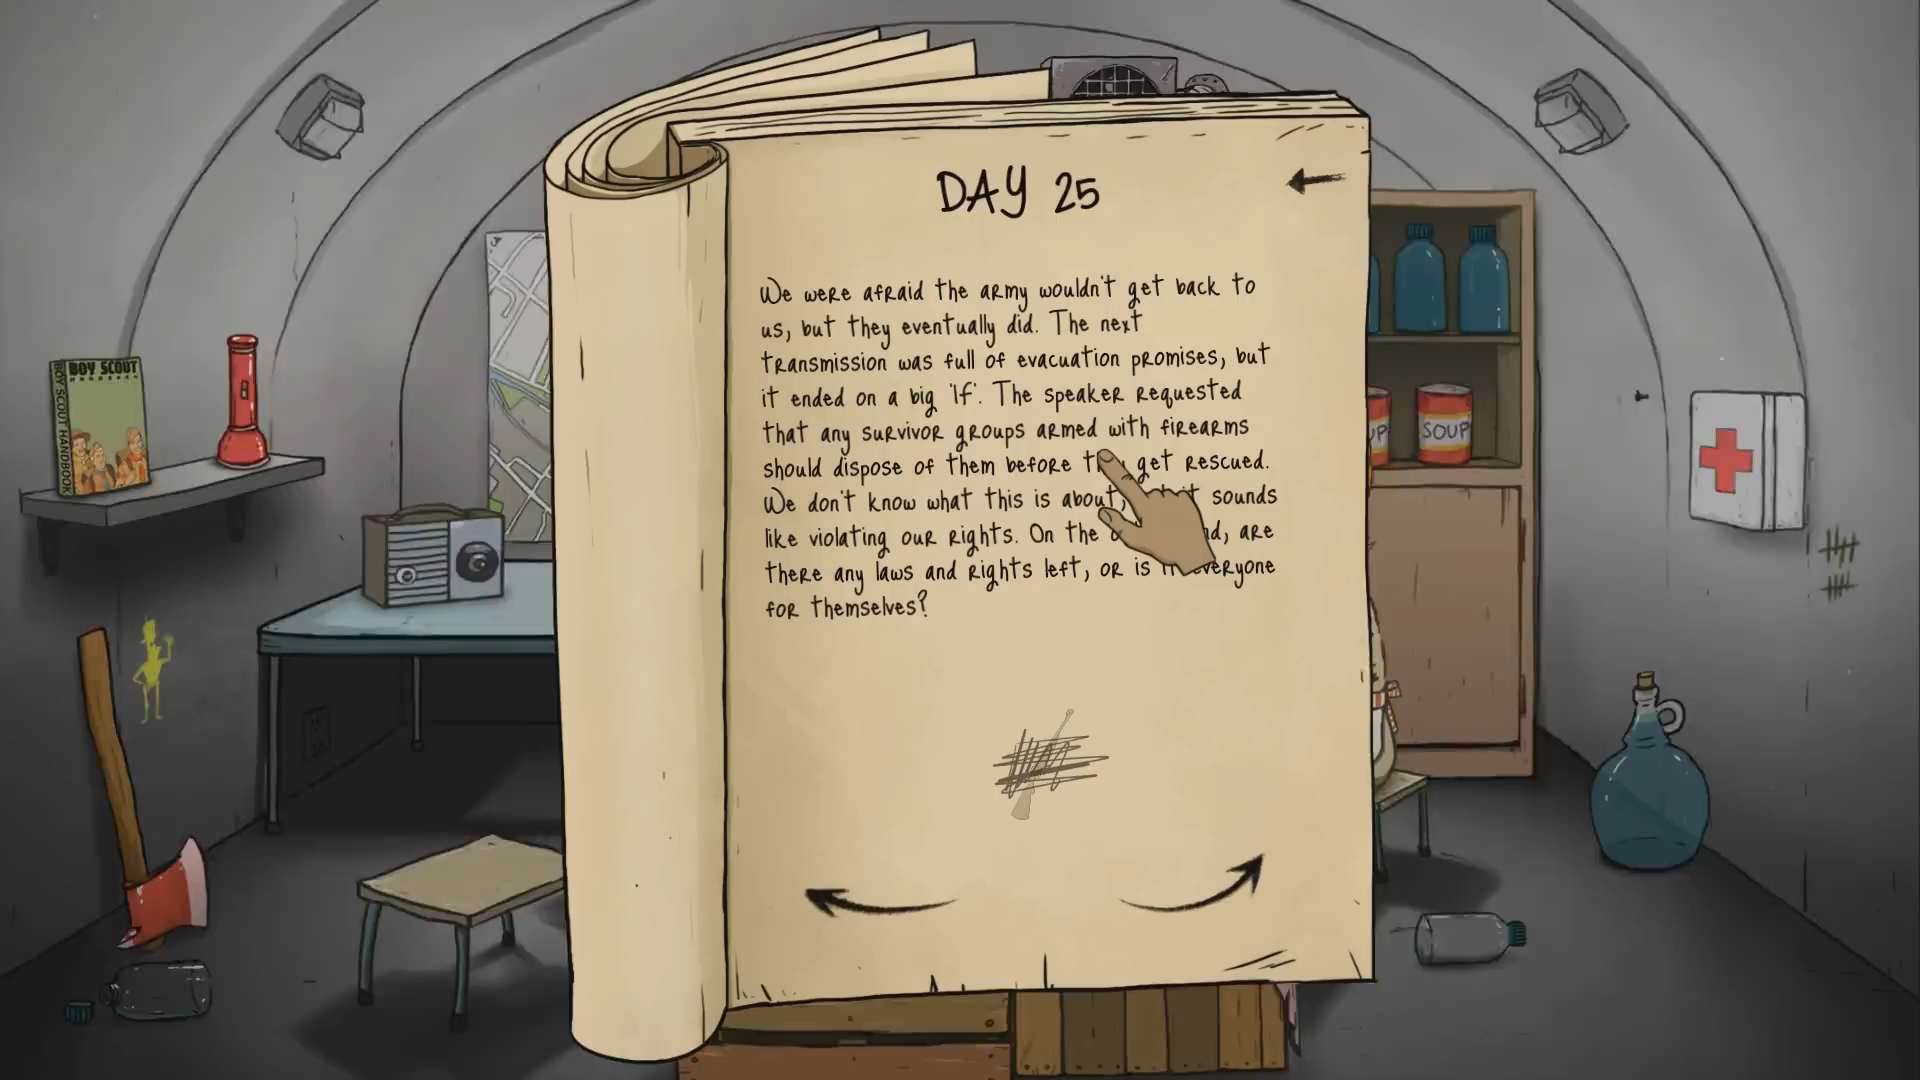 DAY 25
We were afraid the army wouldn't get back to
us, but they eventually did. The next
transmission was full of evacuation promises, but
it ended on a big 'If'. The speaker requested
that any survivor groups armed with firearms
should dispose of them before get rescued.
We don't know what this is about, sounds
like violating our rights. On the are
there any laws and rights left, or is everyone
for themselves?
BOY SCOUT
BOY SCOUT HANDBOOK
UP
SOUP